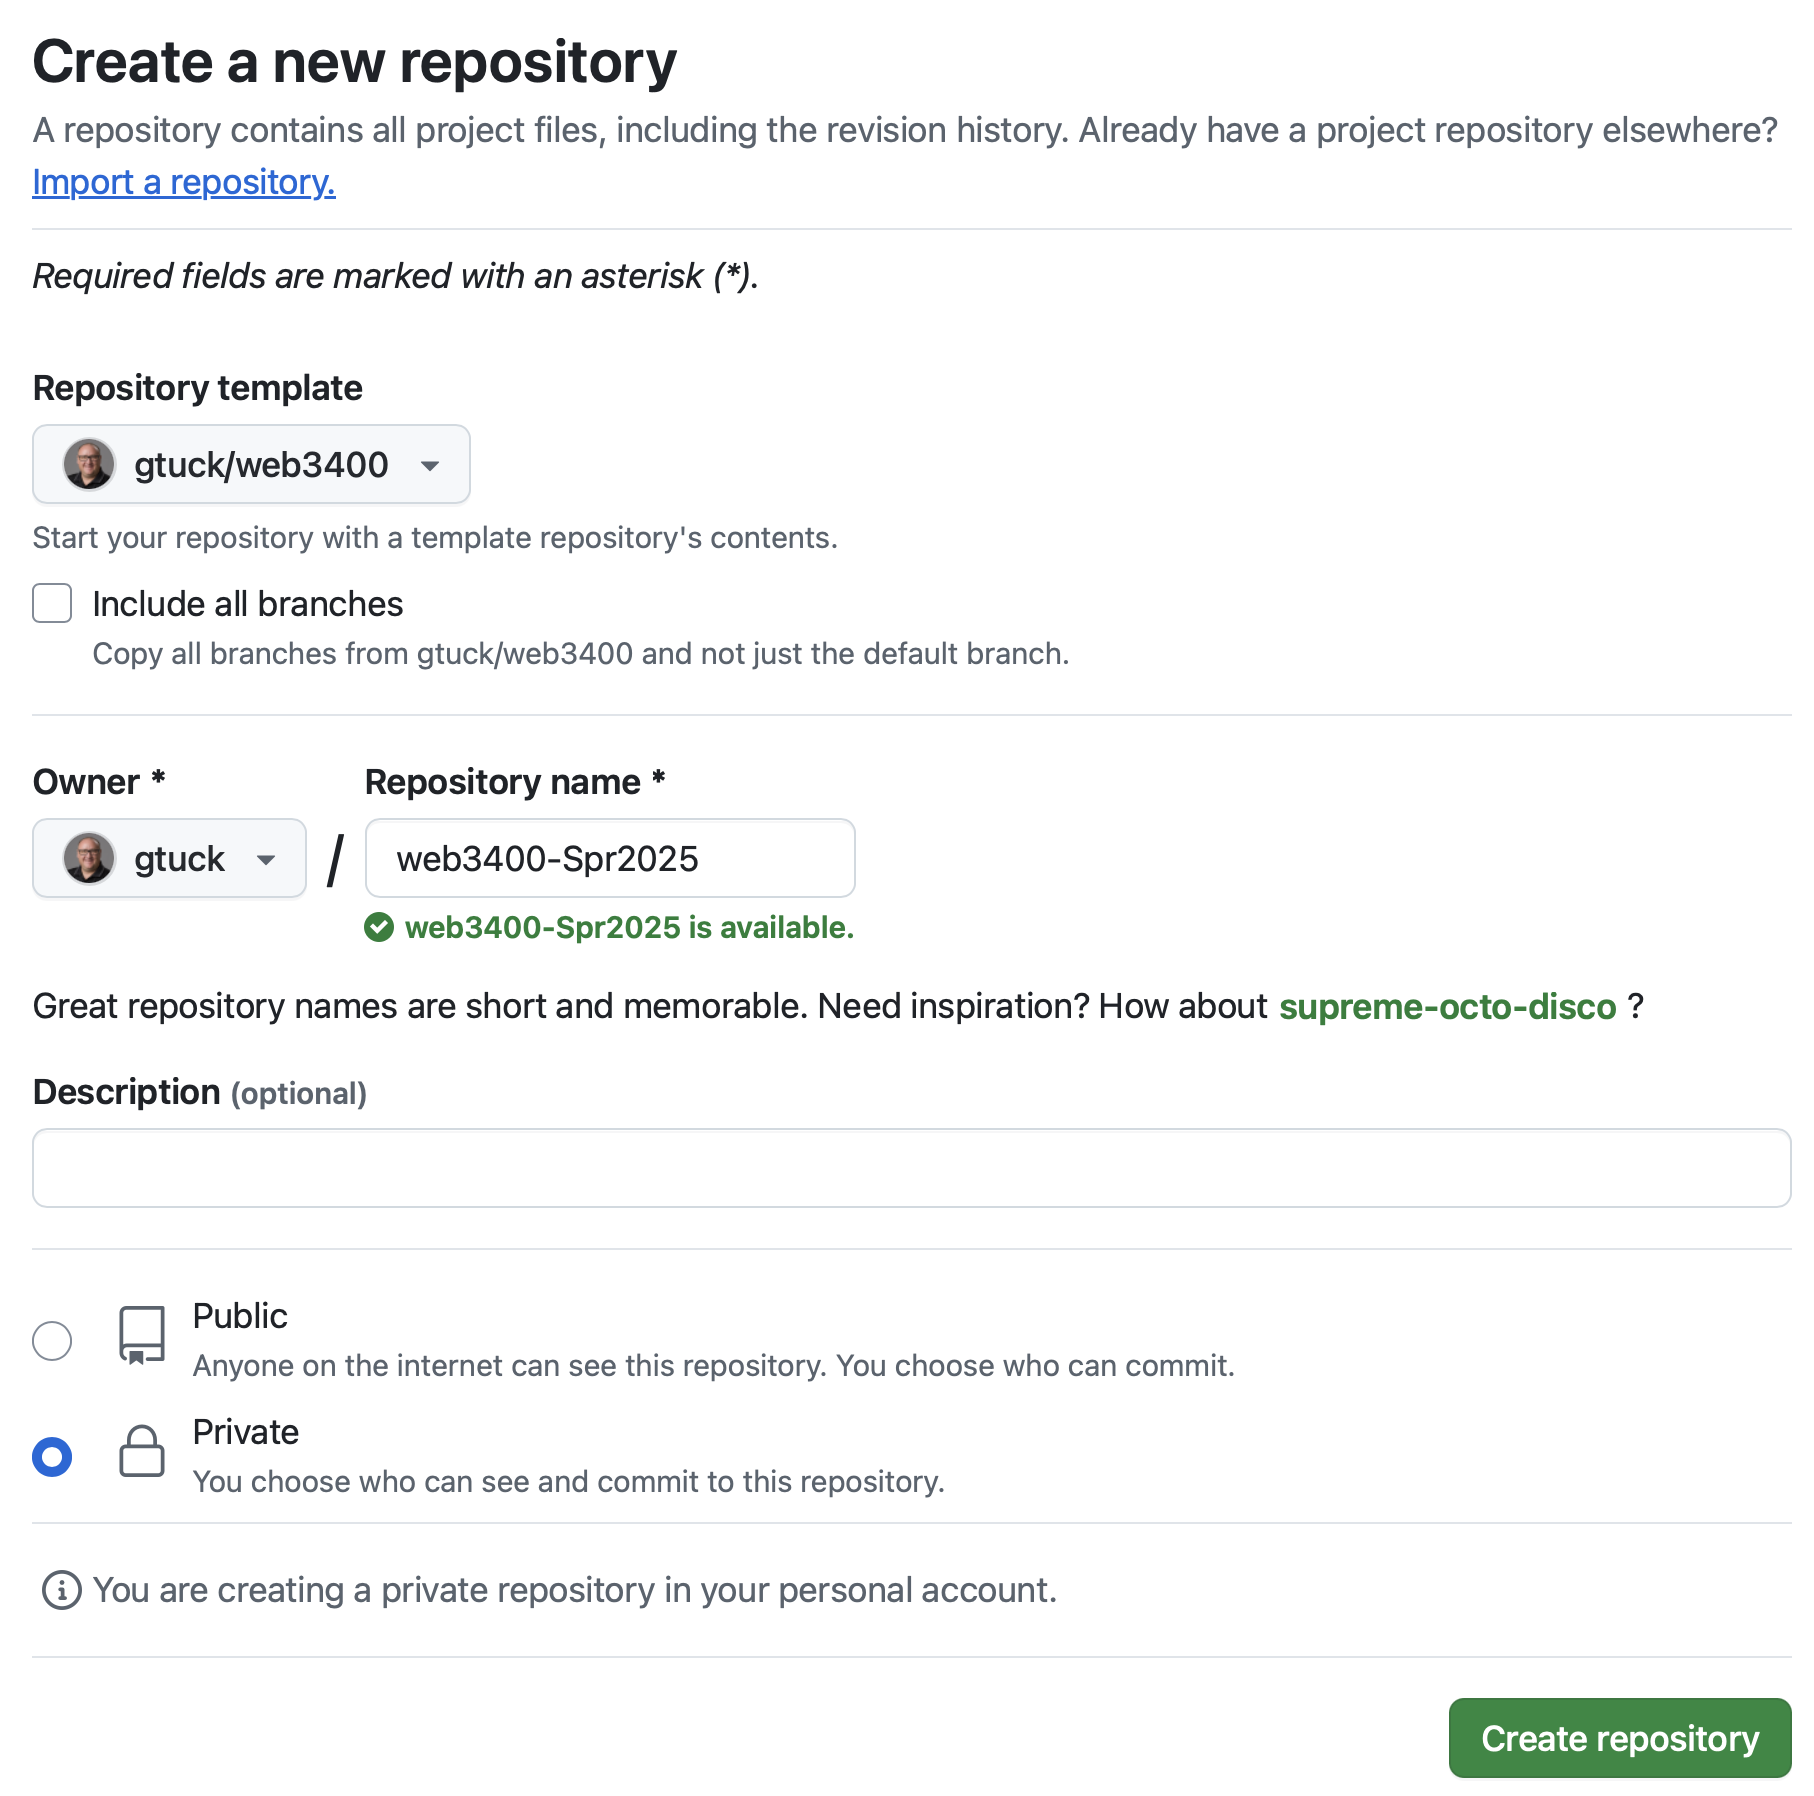 Create a new repository
A repository contains all project files, including the revision history. Already have a project repository elsewhere?
Import a repository.
Required fields are marked with an asterisk (*).
Repository template
gtuck/web3400
Start your repository with a template repository's contents.
Include all branches
Copy all branches from gtuck/web3400 and not just the default branch.
Owner * Repository name *
gtuck / web3400-Spr2025
web3400-Spr2025 is available.
Great repository names are short and memorable. Need inspiration? How about supreme-octo-disco ?
Description (optional)
Public
Anyone on the internet can see this repository. You choose who can commit.
Private
You choose who can see and commit to this repository.
You are creating a private repository in your personal account.
Create repository